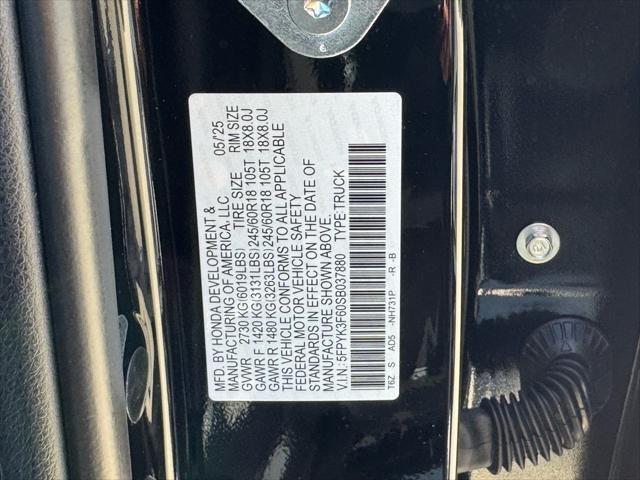 MFD. BY HONDA DEVELOPMENT & 05/'25
MANUFACTURING OF AMERICA, LLC
GVWR 2730 KG(6019LBS) TIRE SIZE RIM SIZE
GAWR F 1420 KG(3131LBS) 245/60R18 105T 18X8.0J
GAWR R 1480 KG(3263LBS) 245/60R18 105T 18X8.0J
THIS VEHICLE CONFORMS TO ALL APPLICABLE
FEDERAL MOTOR VEHICLE SAFETY
STANDARDS IN EFFECT ON THE DATE OF
MANUFACTURE SHOWN ABOVE.
V.I.N.: 5FPYK3F60SB037880 TYPE:TRUCK
T6Z S AD5 -NH731P -R -B